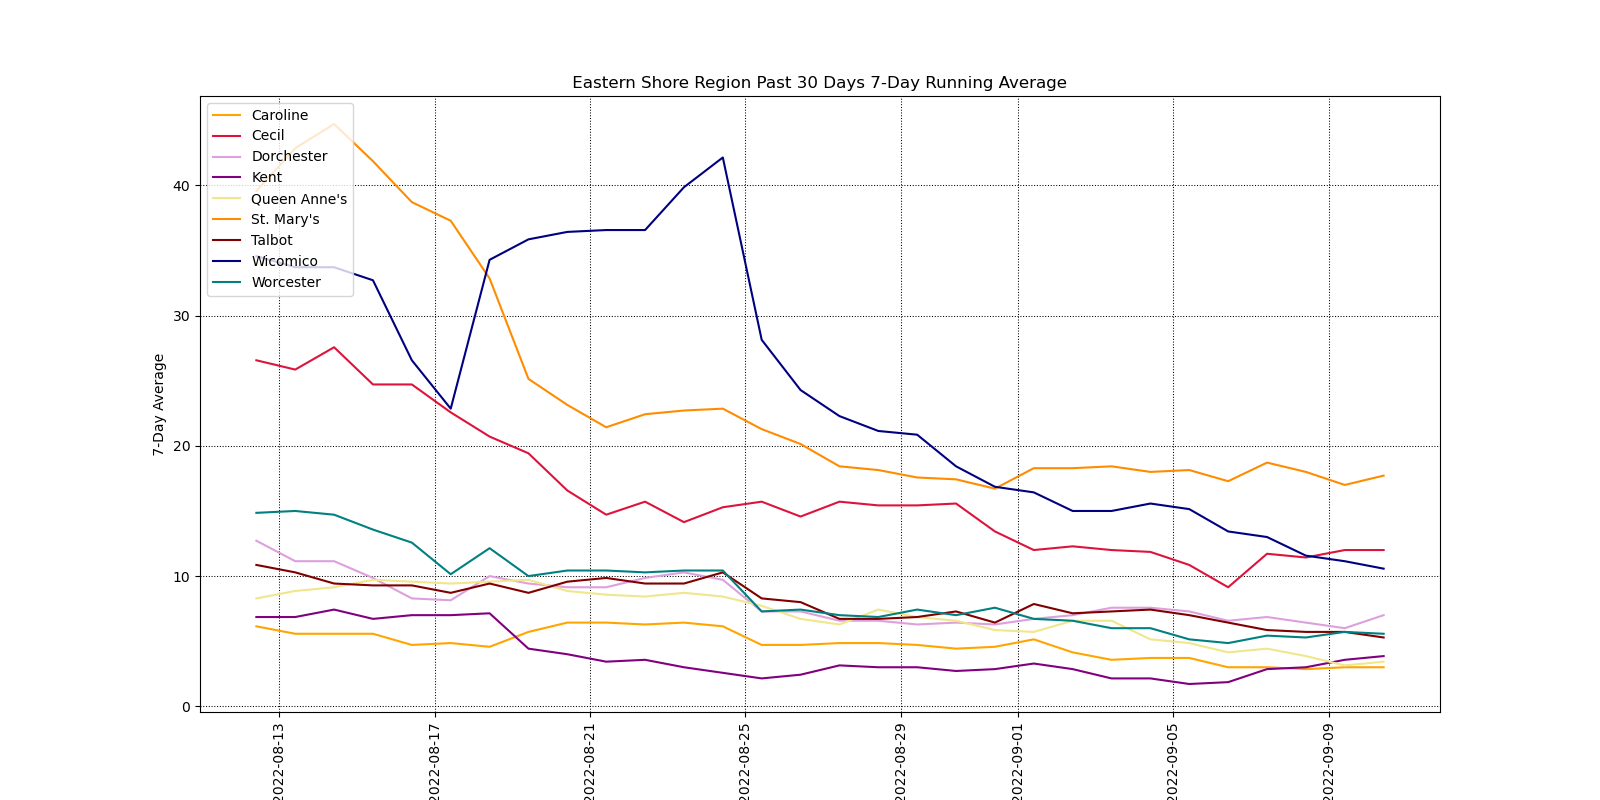 Eastern Shore Region Past 30 Days 7-Day Running Average
Caroline
Cecil
Dorchester
Kent
Queen Anne's
St. Mary's
Talbot
Wicomico
Worcester
7-Day Average
40
30
20
10
0
2022-08-13
2022-08-17
2022-08-21
2022-08-25
2022-08-29
2022-09-01
2022-09-05
2022-09-09